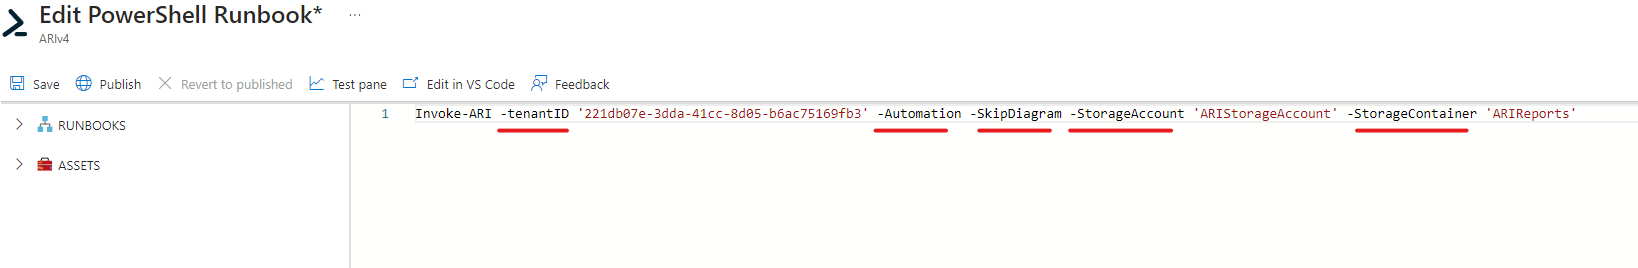 Edit PowerShell Runbook* ...
ARIv4
Save Publish Revert to published Test pane Edit in VS Code Feedback
RUNBOOKS
ASSETS
1 Invoke-ARI -tenantID '221db07e-3dda-41cc-8d05-b6ac75169fb3' -Automation -SkipDiagram -StorageAccount 'ARIStorageAccount' -StorageContainer 'ARIReports'